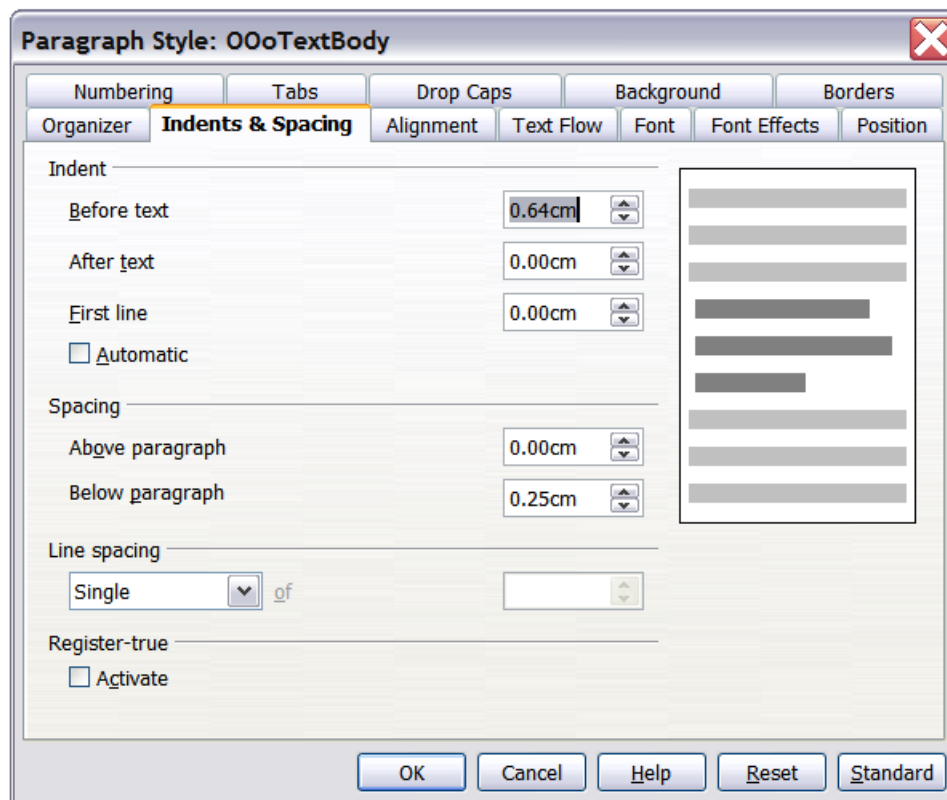 Paragraph Style: OOoTextBody
Numbering Tabs Drop Caps Background Borders
Organizer Indents & Spacing Alignment Text Flow Font Font Effects Position
Indent
Before text 0.64cm
After text 0.00cm
First line 0.00cm
Automatic
Spacing
Above paragraph 0.00cm
Below paragraph 0.25cm
Line spacing
Single of
Register-true
Activate
OK Cancel Help Reset Standard